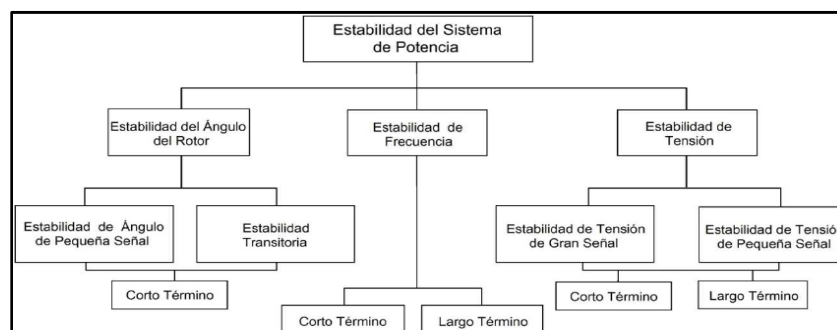 Estabilidad del Sistema
de Potencia
Estabilidad del Ángulo
del Rotor
Estabilidad de
Frecuencia
Estabilidad de
Tensión
Estabilidad de Ángulo
de Pequeña Señal
Estabilidad
Transitoria
Estabilidad de Tensión
de Gran Señal
Estabilidad de Tensió
de Pequeña Señal
Corto Término
Corto Término
Largo Término
Corto Término
Largo Término